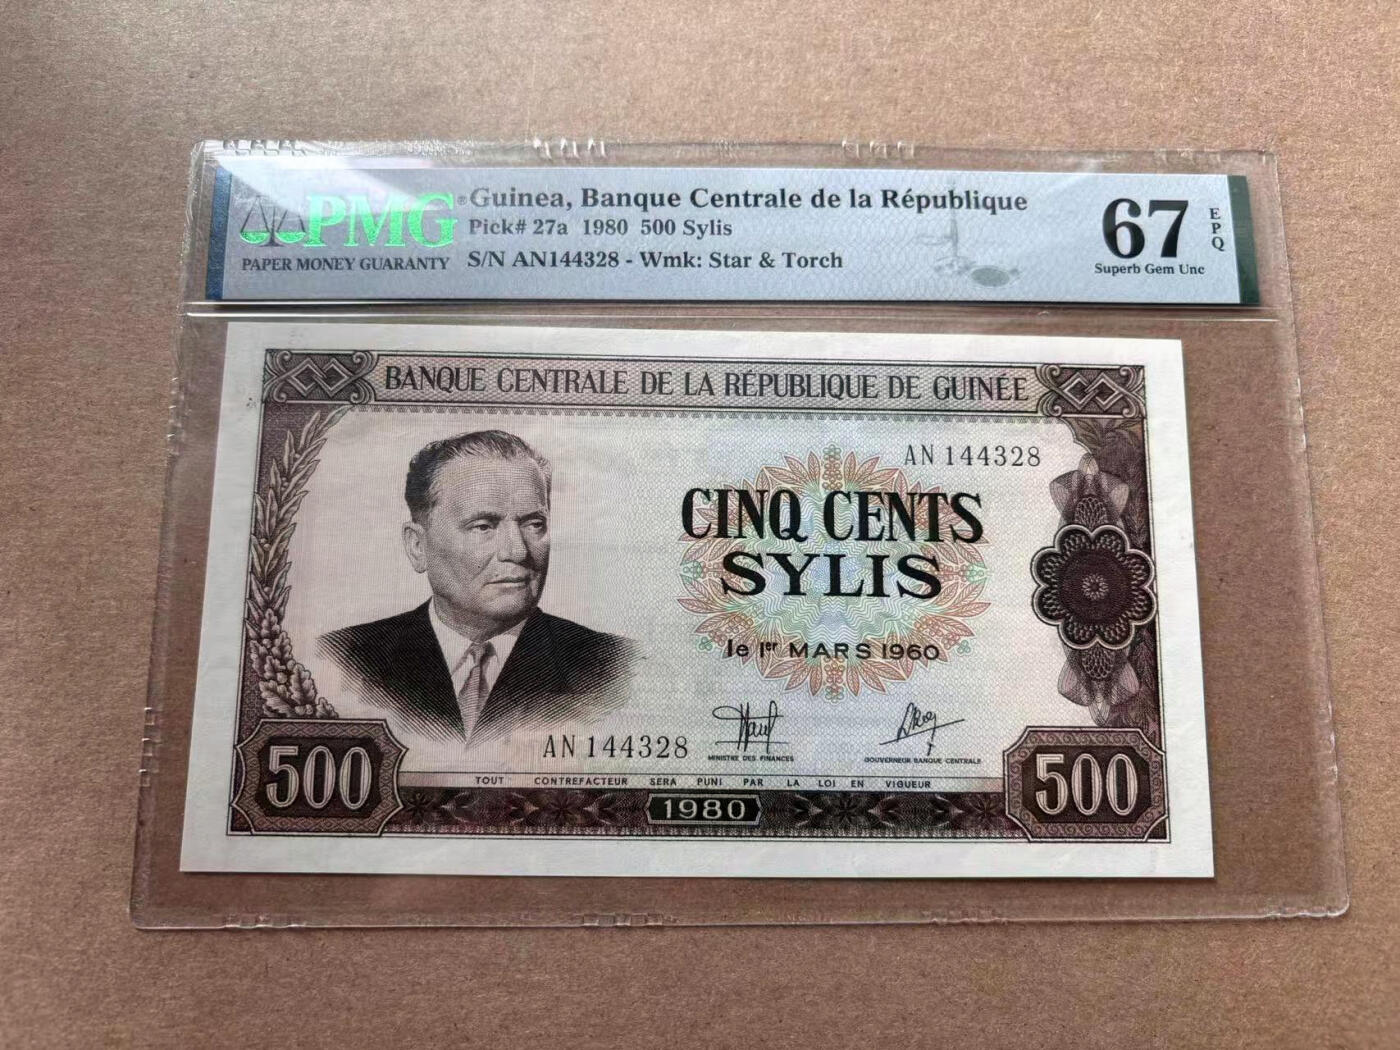 PMG®
PAPER MONEY GUARANTY
Guinea, Banque Centrale de la République
Pick# 27a 1980 500 Sylis
S/N AN144328 - Wmk: Star & Torch
67
EPQ
Superb Gem Unc
BANQUE CENTRALE DE LA RÉPUBLIQUE DE GUINÉE
AN 144328
CINQ CENTS
SYLIS
le 1er MARS 1960
AN 144328
MINISTRE DES FINANCES
GOUVERNEUR BANQUE CENTRALE
TOUT CONTREFACTEUR SERA PUNI PAR LA LOI EN VIGUEUR
500
1980
500